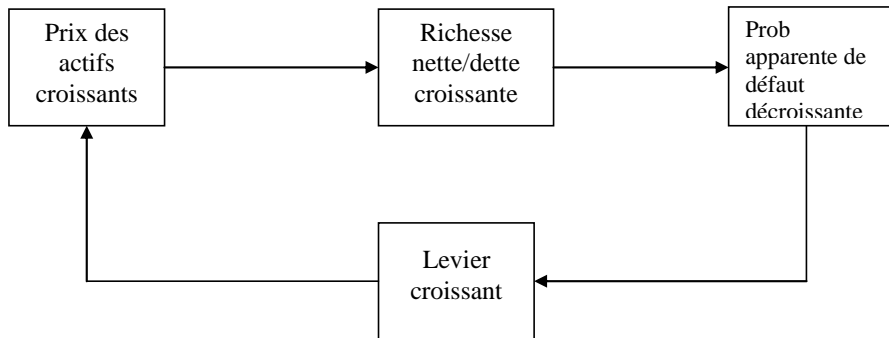 Prix des
actifs
croissants
Richesse
nette/dette
croissante
Prob
apparente de
défaut
décroissante
Levier
croissant